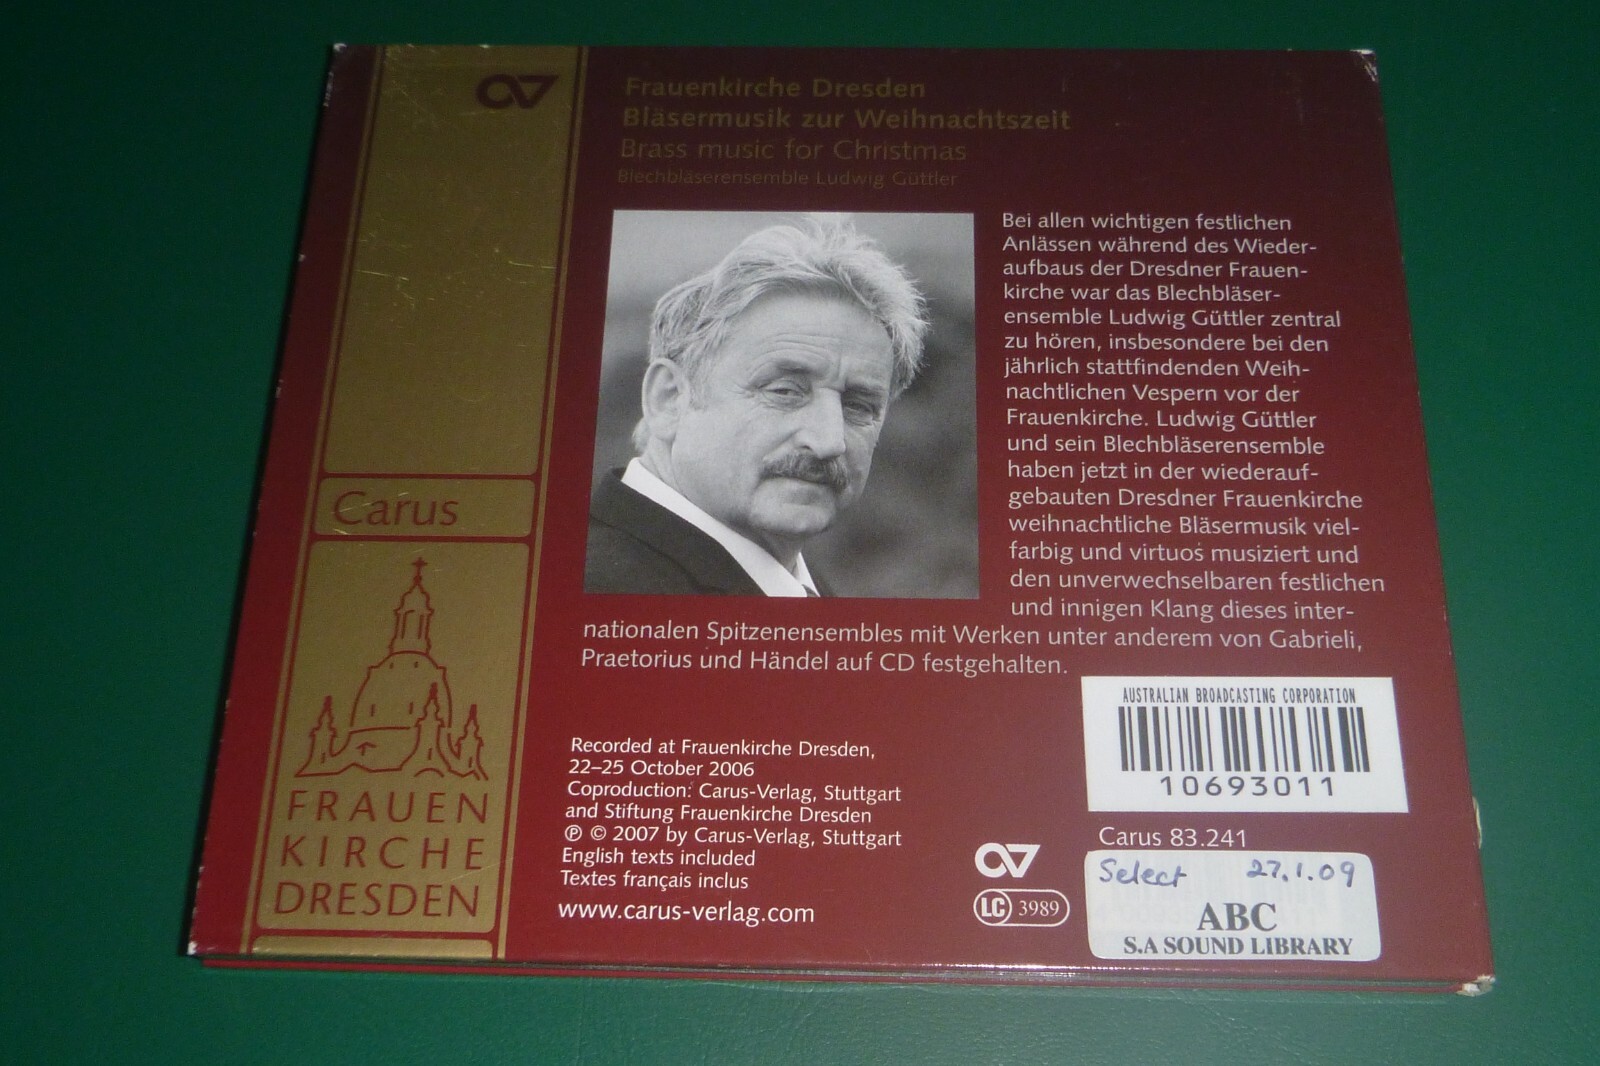 Frauenkirche Dresden
Bläsermusik zur Weihnachtszeit
Brass music for Christmas
Blechbläserensemble Ludwig Güttler
Bei allen wichtigen festlichen
Anlässen während des Wieder-
aufbaus der Dresdner Frauen-
kirche war das Blechbläser-
ensemble Ludwig Güttler zentral
zu hören, insbesondere bei den
jährlich stattfindenden Weih-
nachtlichen Vespern vor der
Frauenkirche. Ludwig Güttler
und sein Blechbläserensemble
haben jetzt in der wiederauf-
gebauten Dresdner Frauenkirche
weihnachtliche Bläsermusik viel-
farbig und virtuos musiziert und
den unverwechselbaren festlichen
und innigen Klang dieses inter-
nationalen Spitzenensembles mit Werken unter anderem von Gabrieli,
Praetorius und Händel auf CD festgehalten.
Carus
FRAUEN
KIRCHE
DRESDEN
Recorded at Frauenkirche Dresden,
22–25 October 2006
Coproduction: Carus-Verlag, Stuttgart
and Stiftung Frauenkirche Dresden
℗ © 2007 by Carus-Verlag, Stuttgart
English texts included
Textes français inclus
www.carus-verlag.com
LC 3989
AUSTRALIAN BROADCASTING CORPORATION
10693011
Carus 83.241
Select 27.1.09
ABC
S.A SOUND LIBRARY